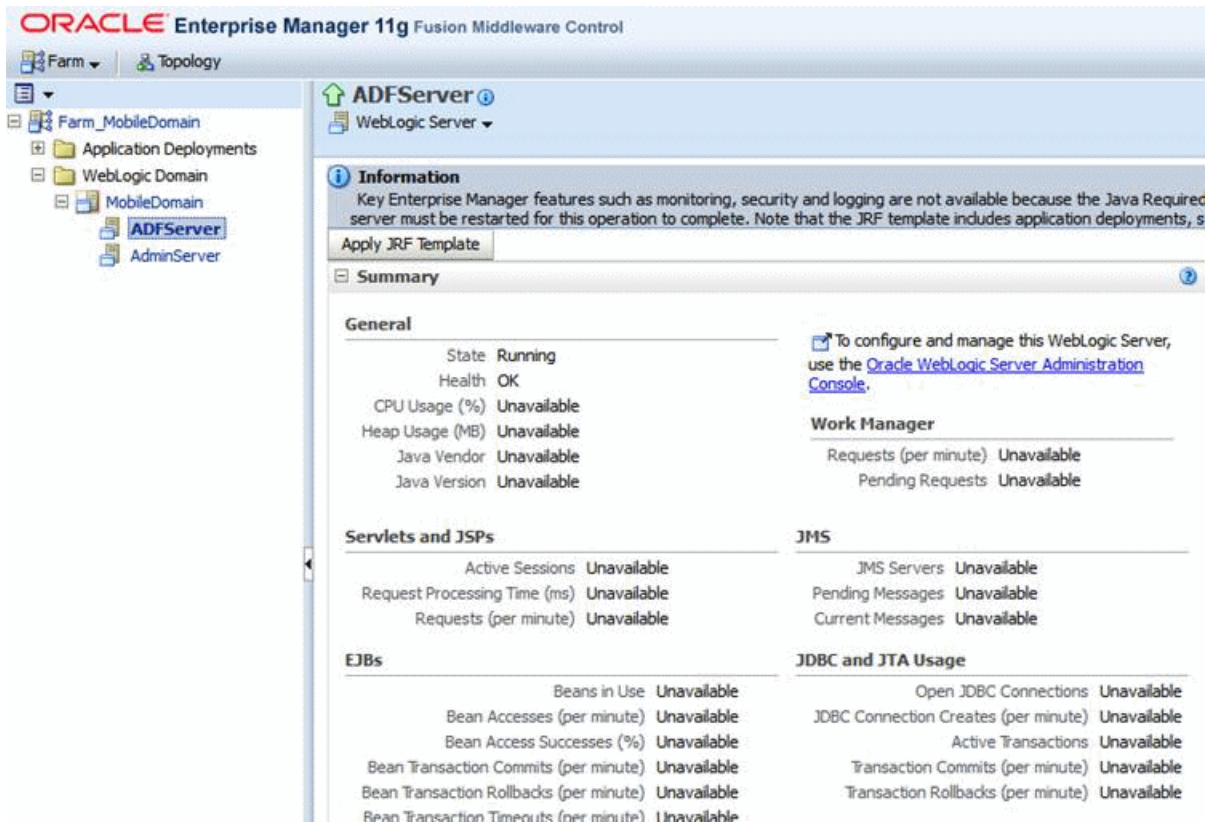 ORACLE Enterprise Manager 11g Fusion Middleware Control
Farm
Topology
Farm_MobileDomain
Application Deployments
WebLogic Domain
MobileDomain
ADFServer
AdminServer
ADFServer
WebLogic Server
Information
Key Enterprise Manager features such as monitoring, security and logging are not available because the Java Required
server must be restarted for this operation to complete. Note that the JRF template includes application deployments, s
Apply JRF Template
Summary
General
State Running
Health OK
CPU Usage (%) Unavailable
Heap Usage (MB) Unavailable
Java Vendor Unavailable
Java Version Unavailable
To configure and manage this WebLogic Server,
use the Oracle WebLogic Server Administration
Console.
Work Manager
Requests (per minute) Unavailable
Pending Requests Unavailable
Servlets and JSPs
Active Sessions Unavailable
Request Processing Time (ms) Unavailable
Requests (per minute) Unavailable
JMS
JMS Servers Unavailable
Pending Messages Unavailable
Current Messages Unavailable
EJBs
Beans in Use Unavailable
Bean Accesses (per minute) Unavailable
Bean Access Successes (%) Unavailable
Bean Transaction Commits (per minute) Unavailable
Bean Transaction Rollbacks (per minute) Unavailable
Bean Transaction Timeouts (per minute) Unavailable
JDBC and JTA Usage
Open JDBC Connections Unavailable
JDBC Connection Creates (per minute) Unavailable
Active Transactions Unavailable
Transaction Commits (per minute) Unavailable
Transaction Rollbacks (per minute) Unavailable